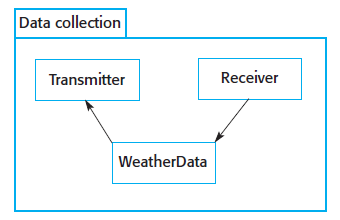 Data collection
Transmitter
Receiver
WeatherData